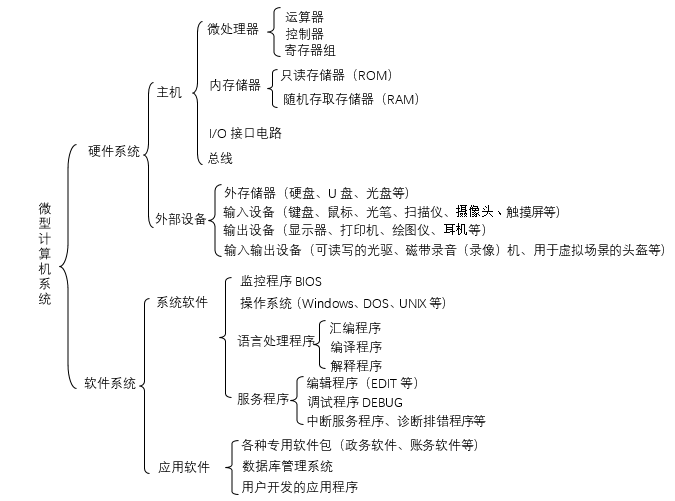 微型计算机系统
硬件系统
主机
微处理器
运算器
控制器
寄存器组
内存储器
只读存储器（ROM）
随机存取存储器（RAM）
I/O 接口电路
总线
外部设备
外存储器（硬盘、U 盘、光盘等）
输入设备（键盘、鼠标、光笔、扫描仪、摄像头、触摸屏等）
输出设备（显示器、打印机、绘图仪、耳机等）
输入输出设备（可读写的光驱、磁带录音（录像）机、用于虚拟场景的头盔等）
软件系统
系统软件
监控程序 BIOS
操作系统（Windows、DOS、UNIX 等）
语言处理程序
汇编程序
编译程序
解释程序
服务程序
编辑程序（EDIT 等）
调试程序 DEBUG
中断服务程序、诊断排错程序等
应用软件
各种专用软件包（政务软件、账务软件等）
数据库管理系统
用户开发的应用程序